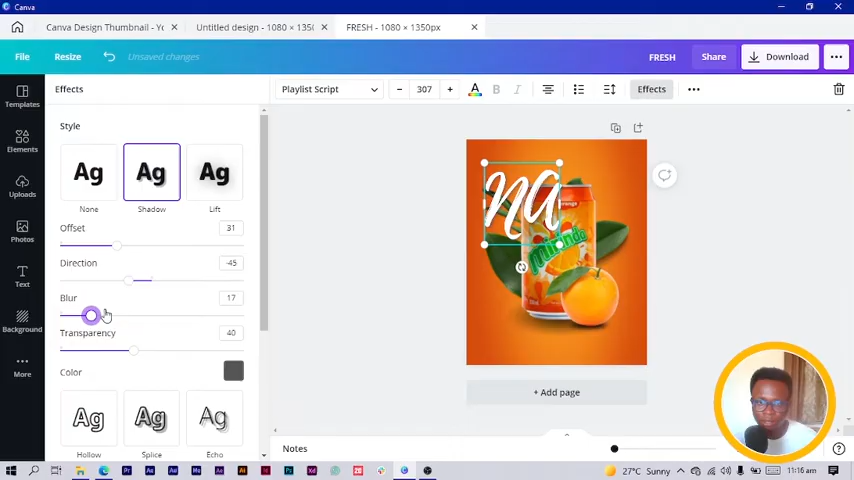 Canva
Canva Design Thumbnail - Yo
Untitled design - 1080 × 1350
FRESH - 1080 × 1350px
File
Resize
Unsaved changes
FRESH
Share
Download
Effects
Playlist Script
307
A
B
I
Effects
Templates
Elements
Uploads
Photos
Text
Background
More
Style
Ag
Ag
Ag
None
Shadow
Lift
Offset
31
Direction
-45
Blur
17
Transparency
40
Color
Ag
Ag
Ag
Hollow
Splice
Echo
na
orange
Mirinda
+ Add page
Notes
27°C Sunny
11:16 am